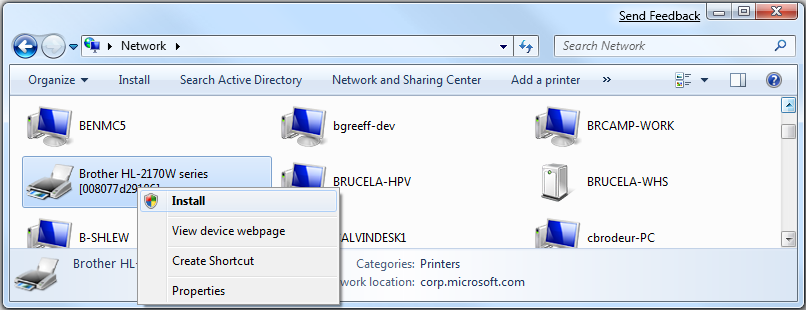 Send Feedback
Network
Search Network
Organize Install Search Active Directory Network and Sharing Center Add a printer »
BENMC5 bgreeff-dev BRCAMP-WORK
Brother HL-2170W series
BRUCELA-HPV BRUCELA-WHS
Install
B-SHLEW ALVINDESK1 cbrodeur-PC
View device webpage
Brother HL- Categories: Printers
Create Shortcut
work location: corp.microsoft.com
Properties